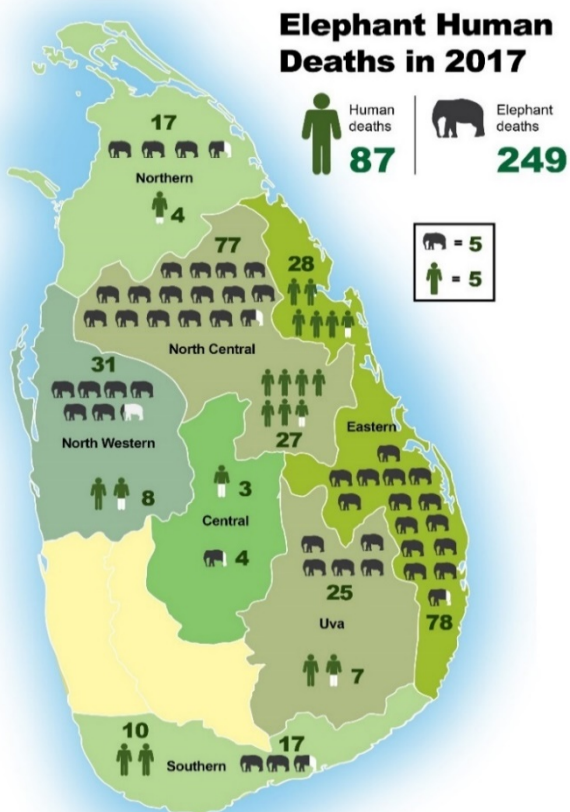 Elephant Human
Deaths in 2017
Human
deaths
87
Elephant
deaths
249
= 5
= 5
17
Northern
4
77
North Central
27
28
Eastern
78
31
North Western
8
3
Central
4
25
Uva
7
10
Southern
17